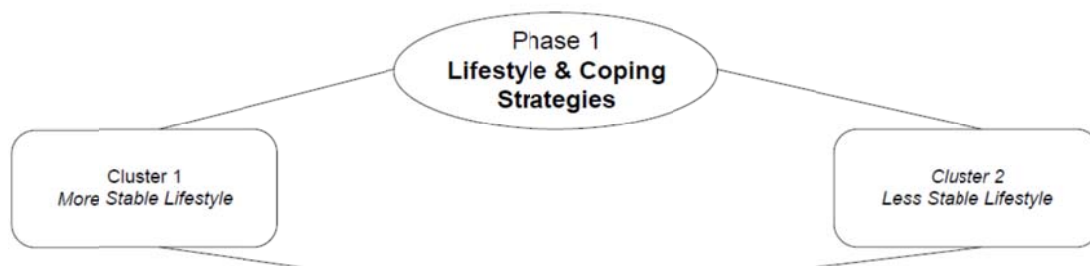 Phase 1
Lifestyle & Coping
Strategies
Cluster 1
More Stable Lifestyle
Cluster 2
Less Stable Lifestyle